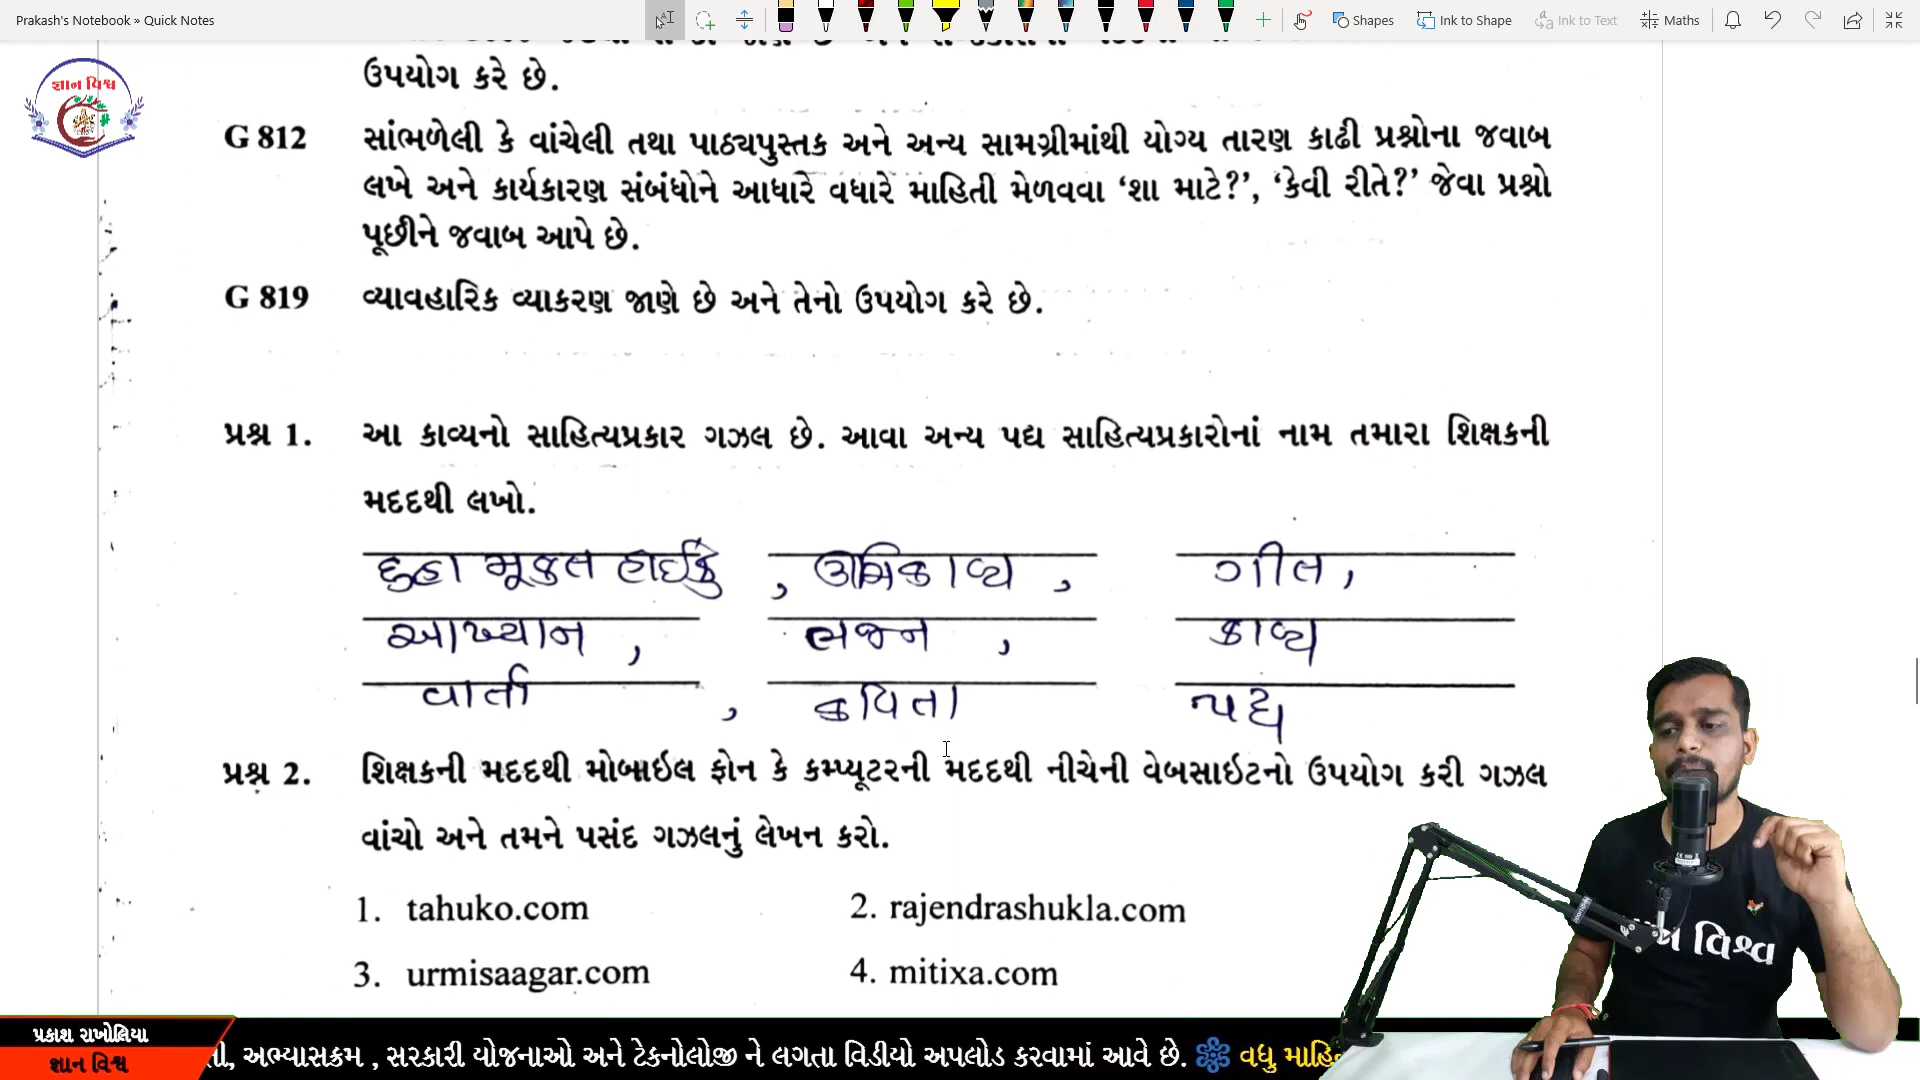 Prakash's Notebook » Quick Notes
Shapes Ink to Shape Ink to Text Maths
જ્ઞાન વિશ્વ
ઉપયોગ કરે છે.
G 812 સાંભળેલી કે વાંચેલી તથા પાઠ્યપુસ્તક અને અન્ય સામગ્રીમાંથી યોગ્ય તારણ કાઢી પ્રશ્નોના જવાબ
લખે અને કાર્યકારણ સંબંધોને આધારે વધારે માહિતી મેળવવા ‘શા માટે?’, ‘કેવી રીતે?’ જેવા પ્રશ્નો
પૂછીને જવાબ આપે છે.
G 819 વ્યાવહારિક વ્યાકરણ જાણે છે અને તેનો ઉપયોગ કરે છે.
પ્રશ્ન 1. આ કાવ્યનો સાહિત્યપ્રકાર ગઝલ છે. આવા અન્ય પદ્ય સાહિત્યપ્રકારોનાં નામ તમારા શિક્ષકની
મદદથી લખો.
દુહા મૂક્ત હાઈકુ , ઊર્મિકાવ્ય , ગીત ,
આખ્યાન , ભજન , કાવ્ય
વાર્તા , કવિતા પદ્ય
પ્રશ્ન 2. શિક્ષકની મદદથી મોબાઇલ ફોન કે કમ્પ્યૂટરની મદદથી નીચેની વેબસાઇટનો ઉપયોગ કરી ગઝલ
વાંચો અને તમને પસંદ ગઝલનું લેખન કરો.
1. tahuko.com 2. rajendrashukla.com
3. urmisaagar.com 4. mitixa.com
વિશ્વ
પ્રકાશ રાખોલિયા
જ્ઞાન વિશ્વ
અભ્યાસક્રમ , સરકારી યોજનાઓ અને ટેકનોલોજી ને લગતા વિડીયો અપલોડ કરવામાં આવે છે. વધુ